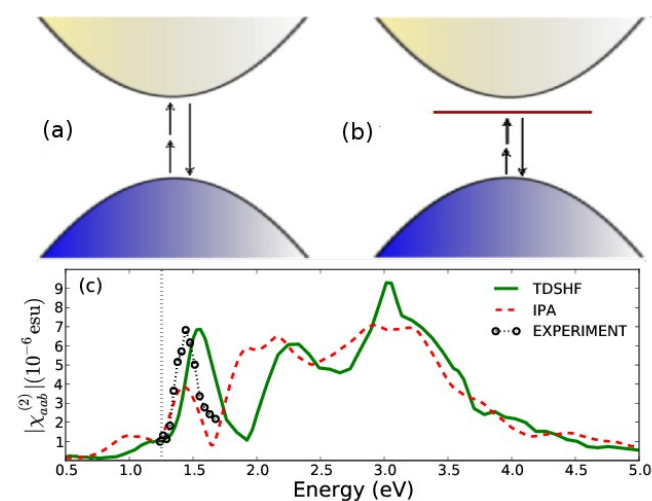 (a)
(b)
(c)
TDSHF
IPA
EXPERIMENT
|χ⁽²⁾aab|(10⁻⁶ esu)
9
8
7
6
5
4
3
2
1
0.5 1.0 1.5 2.0 2.5 3.0 3.5 4.0 4.5 5.0
Energy (eV)